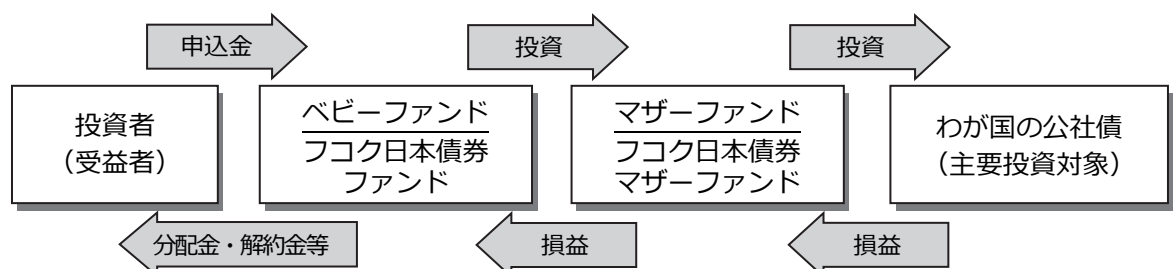 申込金
投資
投資
投資者
（受益者）
ベビーファンド
フコク日本債券
ファンド
マザーファンド
フコク日本債券
マザーファンド
わが国の公社債
（主要投資対象）
分配金・解約金等
損益
損益